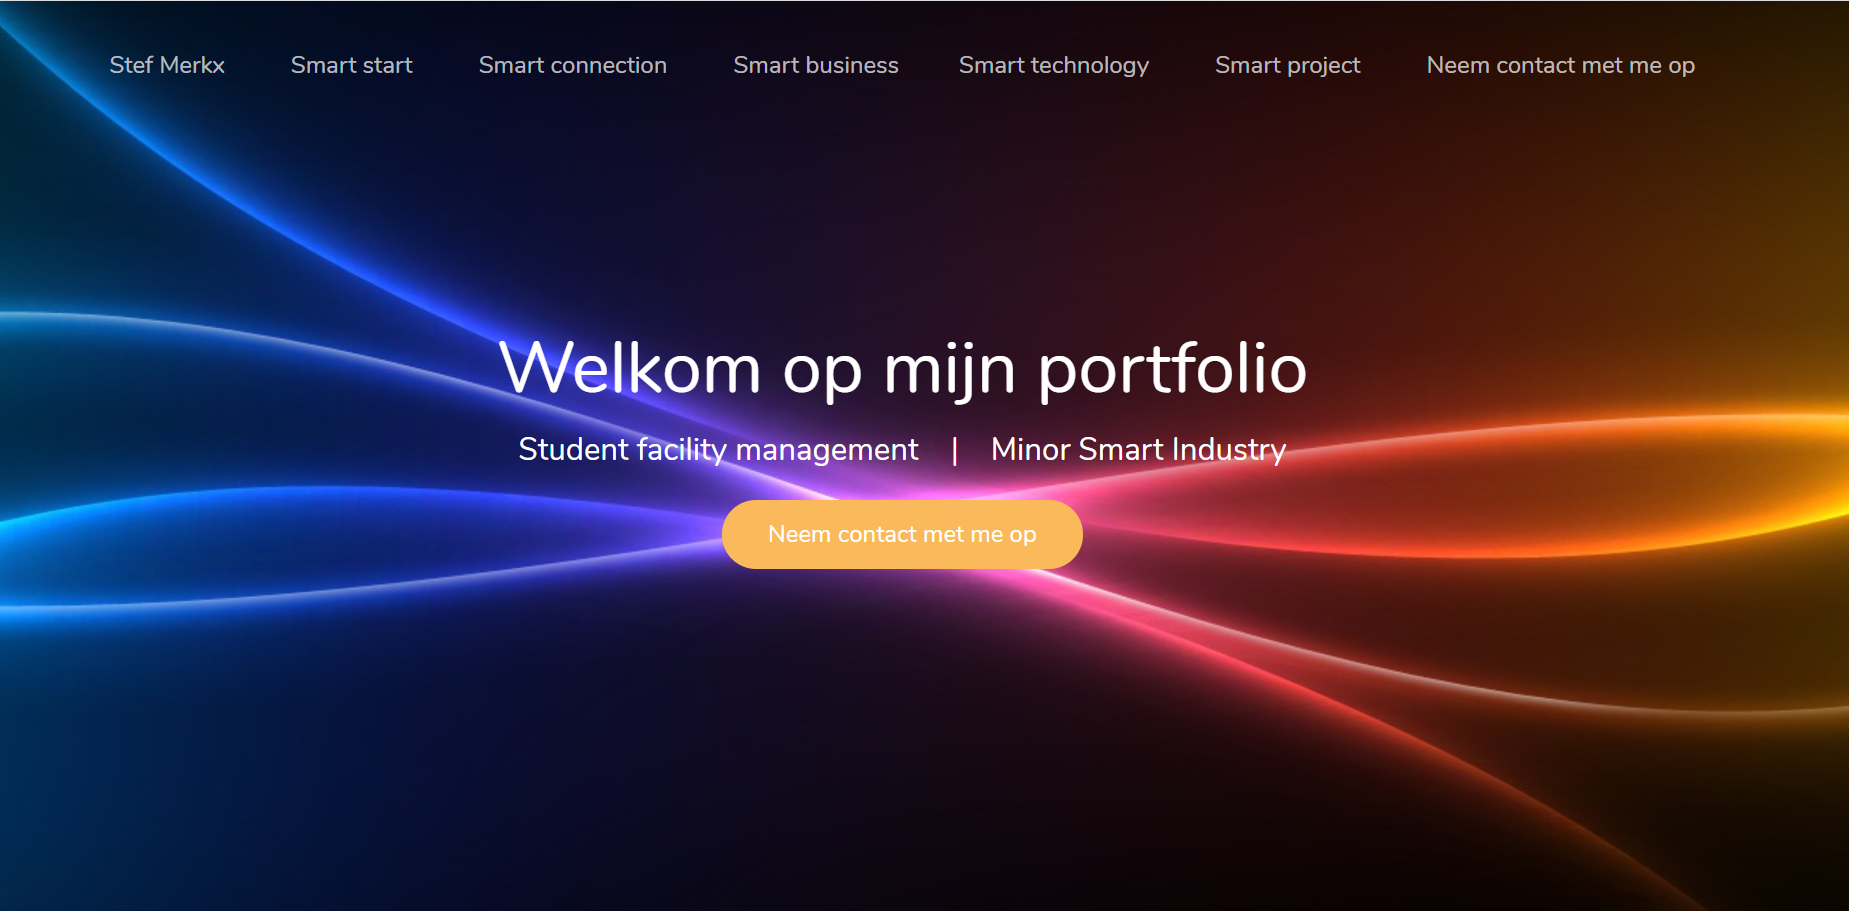 Stef Merkx Smart start Smart connection Smart business Smart technology Smart project Neem contact met me op
Welkom op mijn portfolio
Student facility management | Minor Smart Industry
Neem contact met me op